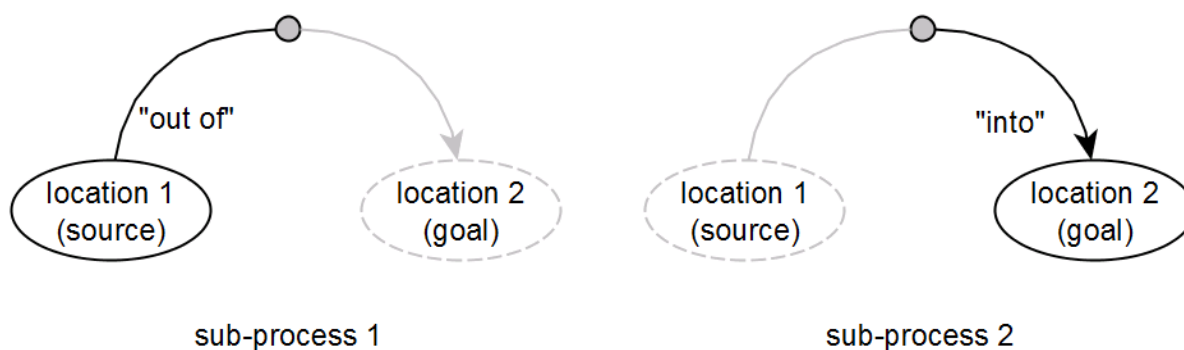 "out of"
location 1
(source)
location 2
(goal)
sub-process 1
"into"
location 1
(source)
location 2
(goal)
sub-process 2